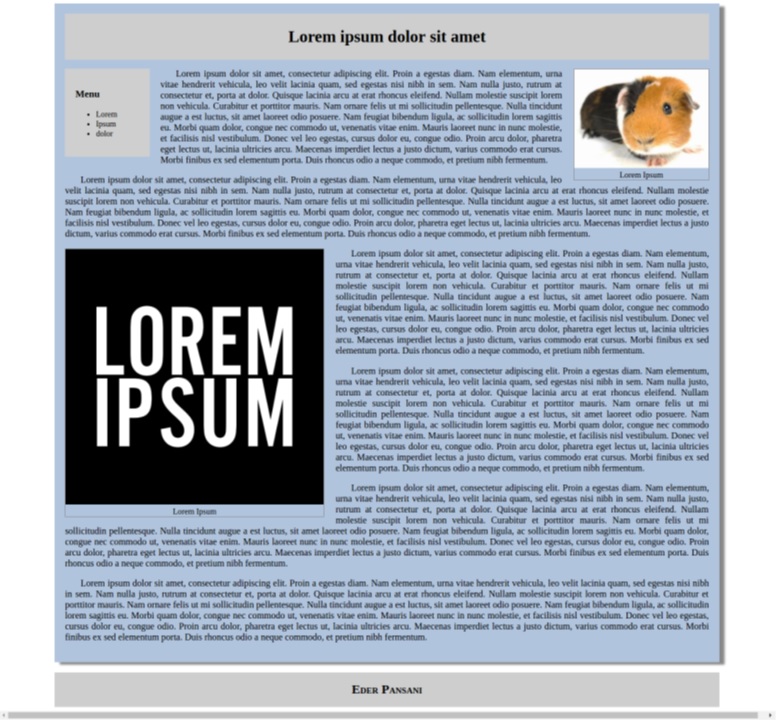 Lorem ipsum dolor sit amet
Menu
Lorem
Ipsum
dolor
Lorem ipsum dolor sit amet, consectetur adipiscing elit. Proin a egestas diam. Nam elementum, urna vitae hendrerit vehicula, leo velit lacinia quam, sed egestas nisi nibh in sem. Nam nulla justo, rutrum at
consectetur et, porta at dolor. Quisque lacinia arcu at erat rhoncus eleifend. Nullam molestie suscipit lorem
non vehicula. Curabitur et porttitor mauris. Nam ornare felis ut mi sollicitudin pellentesque. Nulla tincidunt
augue a est luctus, sit amet laoreet odio posuere. Nam feugiat bibendum ligula, ac sollicitudin lorem sagittis
eu. Morbi quam dolor, congue nec commodo ut, venenatis vitae enim. Mauris laoreet nunc in nunc molestie,
et facilisis nisl vestibulum. Donec vel leo egestas, cursus dolor eu, congue odio. Proin arcu dolor, pharetra
eget lectus ut, lacinia ultricies arcu. Maecenas imperdiet lectus a justo dictum, varius commodo erat cursus.
Morbi finibus ex sed elementum porta. Duis rhoncus odio a neque commodo, et pretium nibh fermentum.
Lorem Ipsum
Lorem ipsum dolor sit amet, consectetur adipiscing elit. Proin a egestas diam. Nam elementum, urna vitae hendrerit vehicula, leo
velit lacinia quam, sed egestas nisi nibh in sem. Nam nulla justo, rutrum at consectetur et, porta at dolor. Quisque lacinia arcu at erat rhoncus eleifend. Nullam molestie
suscipit lorem non vehicula. Curabitur et porttitor mauris. Nam ornare felis ut mi sollicitudin pellentesque. Nulla tincidunt augue a est luctus, sit amet laoreet odio posuere.
Nam feugiat bibendum ligula, ac sollicitudin lorem sagittis eu. Morbi quam dolor, congue nec commodo ut, venenatis vitae enim. Mauris laoreet nunc in nunc molestie, et
facilisis nisl vestibulum. Donec vel leo egestas, cursus dolor eu, congue odio. Proin arcu dolor, pharetra eget lectus ut, lacinia ultricies arcu. Maecenas imperdiet lectus a justo
dictum, varius commodo erat cursus. Morbi finibus ex sed elementum porta. Duis rhoncus odio a neque commodo, et pretium nibh fermentum.
LOREM
IPSUM
Lorem Ipsum
Lorem ipsum dolor sit amet, consectetur adipiscing elit. Proin a egestas diam. Nam elementum,
urna vitae hendrerit vehicula, leo velit lacinia quam, sed egestas nisi nibh in sem. Nam nulla justo,
rutrum at consectetur et, porta at dolor. Quisque lacinia arcu at erat rhoncus eleifend. Nullam
molestie suscipit lorem non vehicula. Curabitur et porttitor mauris. Nam ornare felis ut mi
sollicitudin pellentesque. Nulla tincidunt augue a est luctus, sit amet laoreet odio posuere. Nam
feugiat bibendum ligula, ac sollicitudin lorem sagittis eu. Morbi quam dolor, congue nec commodo
ut, venenatis vitae enim. Mauris laoreet nunc in nunc molestie, et facilisis nisl vestibulum. Donec vel
leo egestas, cursus dolor eu, congue odio. Proin arcu dolor, pharetra eget lectus ut, lacinia ultricies
arcu. Maecenas imperdiet lectus a justo dictum, varius commodo erat cursus. Morbi finibus ex sed
elementum porta. Duis rhoncus odio a neque commodo, et pretium nibh fermentum.
Lorem ipsum dolor sit amet, consectetur adipiscing elit. Proin a egestas diam. Nam elementum,
urna vitae hendrerit vehicula, leo velit lacinia quam, sed egestas nisi nibh in sem. Nam nulla justo,
rutrum at consectetur et, porta at dolor. Quisque lacinia arcu at erat rhoncus eleifend. Nullam
molestie suscipit lorem non vehicula. Curabitur et porttitor mauris. Nam ornare felis ut mi
sollicitudin pellentesque. Nulla tincidunt augue a est luctus, sit amet laoreet odio posuere. Nam
feugiat bibendum ligula, ac sollicitudin lorem sagittis eu. Morbi quam dolor, congue nec commodo
ut, venenatis vitae enim. Mauris laoreet nunc in nunc molestie, et facilisis nisl vestibulum. Donec vel
leo egestas, cursus dolor eu, congue odio. Proin arcu dolor, pharetra eget lectus ut, lacinia ultricies
arcu. Maecenas imperdiet lectus a justo dictum, varius commodo erat cursus. Morbi finibus ex sed
elementum porta. Duis rhoncus odio a neque commodo, et pretium nibh fermentum.
Lorem ipsum dolor sit amet, consectetur adipiscing elit. Proin a egestas diam. Nam elementum,
urna vitae hendrerit vehicula, leo velit lacinia quam, sed egestas nisi nibh in sem. Nam nulla justo,
rutrum at consectetur et, porta at dolor. Quisque lacinia arcu at erat rhoncus eleifend. Nullam
molestie suscipit lorem non vehicula. Curabitur et porttitor mauris. Nam ornare felis ut mi
sollicitudin pellentesque. Nulla tincidunt augue a est luctus, sit amet laoreet odio posuere. Nam feugiat bibendum ligula, ac sollicitudin lorem sagittis eu. Morbi quam dolor,
congue nec commodo ut, venenatis vitae enim. Mauris laoreet nunc in nunc molestie, et facilisis nisl vestibulum. Donec vel leo egestas, cursus dolor eu, congue odio. Proin
arcu dolor, pharetra eget lectus ut, lacinia ultricies arcu. Maecenas imperdiet lectus a justo dictum, varius commodo erat cursus. Morbi finibus ex sed elementum porta. Duis
rhoncus odio a neque commodo, et pretium nibh fermentum.
Lorem ipsum dolor sit amet, consectetur adipiscing elit. Proin a egestas diam. Nam elementum, urna vitae hendrerit vehicula, leo velit lacinia quam, sed egestas nisi nibh
in sem. Nam nulla justo, rutrum at consectetur et, porta at dolor. Quisque lacinia arcu at erat rhoncus eleifend. Nullam molestie suscipit lorem non vehicula. Curabitur et
porttitor mauris. Nam ornare felis ut mi sollicitudin pellentesque. Nulla tincidunt augue a est luctus, sit amet laoreet odio posuere. Nam feugiat bibendum ligula, ac
sollicitudin lorem sagittis eu. Morbi quam dolor, congue nec commodo ut, venenatis vitae enim. Mauris laoreet nunc in nunc molestie, et facilisis nisl vestibulum. Donec vel leo egestas,
cursus dolor eu, congue odio. Proin arcu dolor, pharetra eget lectus ut, lacinia ultricies arcu. Maecenas imperdiet lectus a justo dictum, varius commodo erat cursus. Morbi
finibus ex sed elementum porta. Duis rhoncus odio a neque commodo, et pretium nibh fermentum.
Eder Pansani